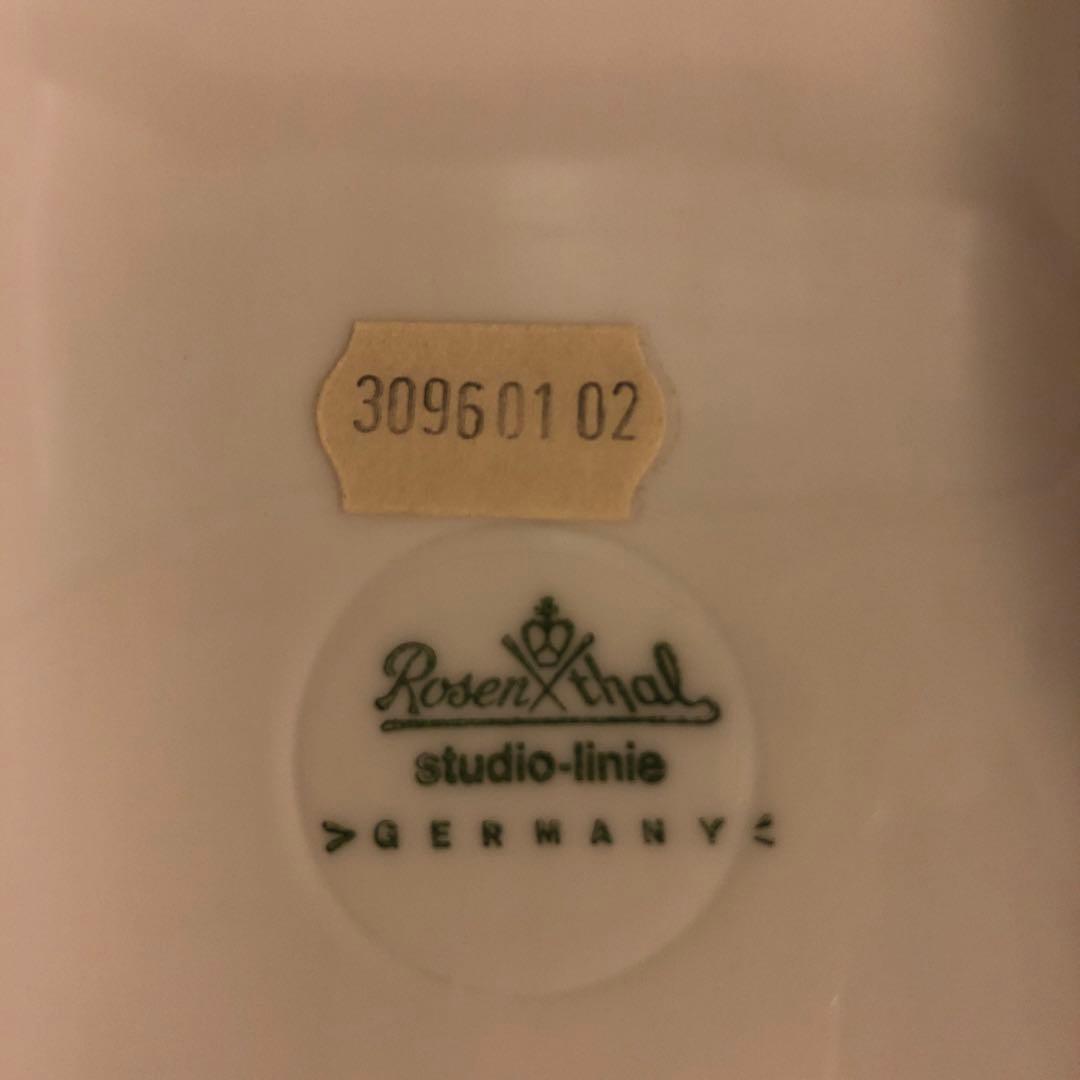 30960102
Rosenthal
studio-linie
>GERMANY<